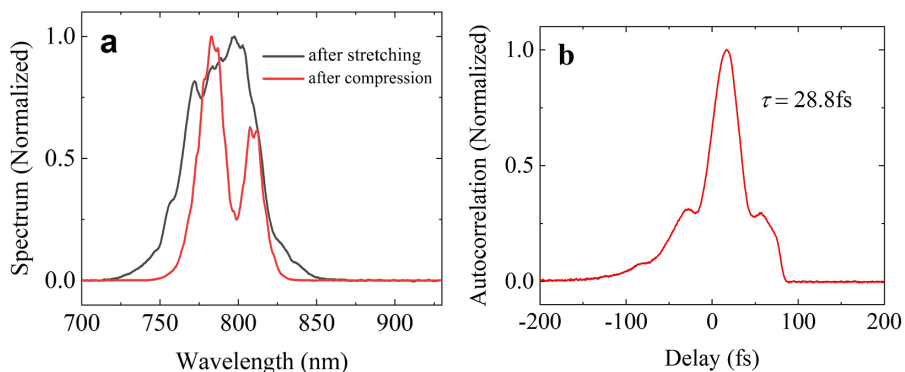 a
after stretching
after compression
Spectrum (Normalized)
1.0
0.5
0.0
700 750 800 850 900
Wavelength (nm)
b
τ = 28.8fs
Autocorrelation (Normalized)
1.0
0.5
0.0
-200 -100 0 100 200
Delay (fs)